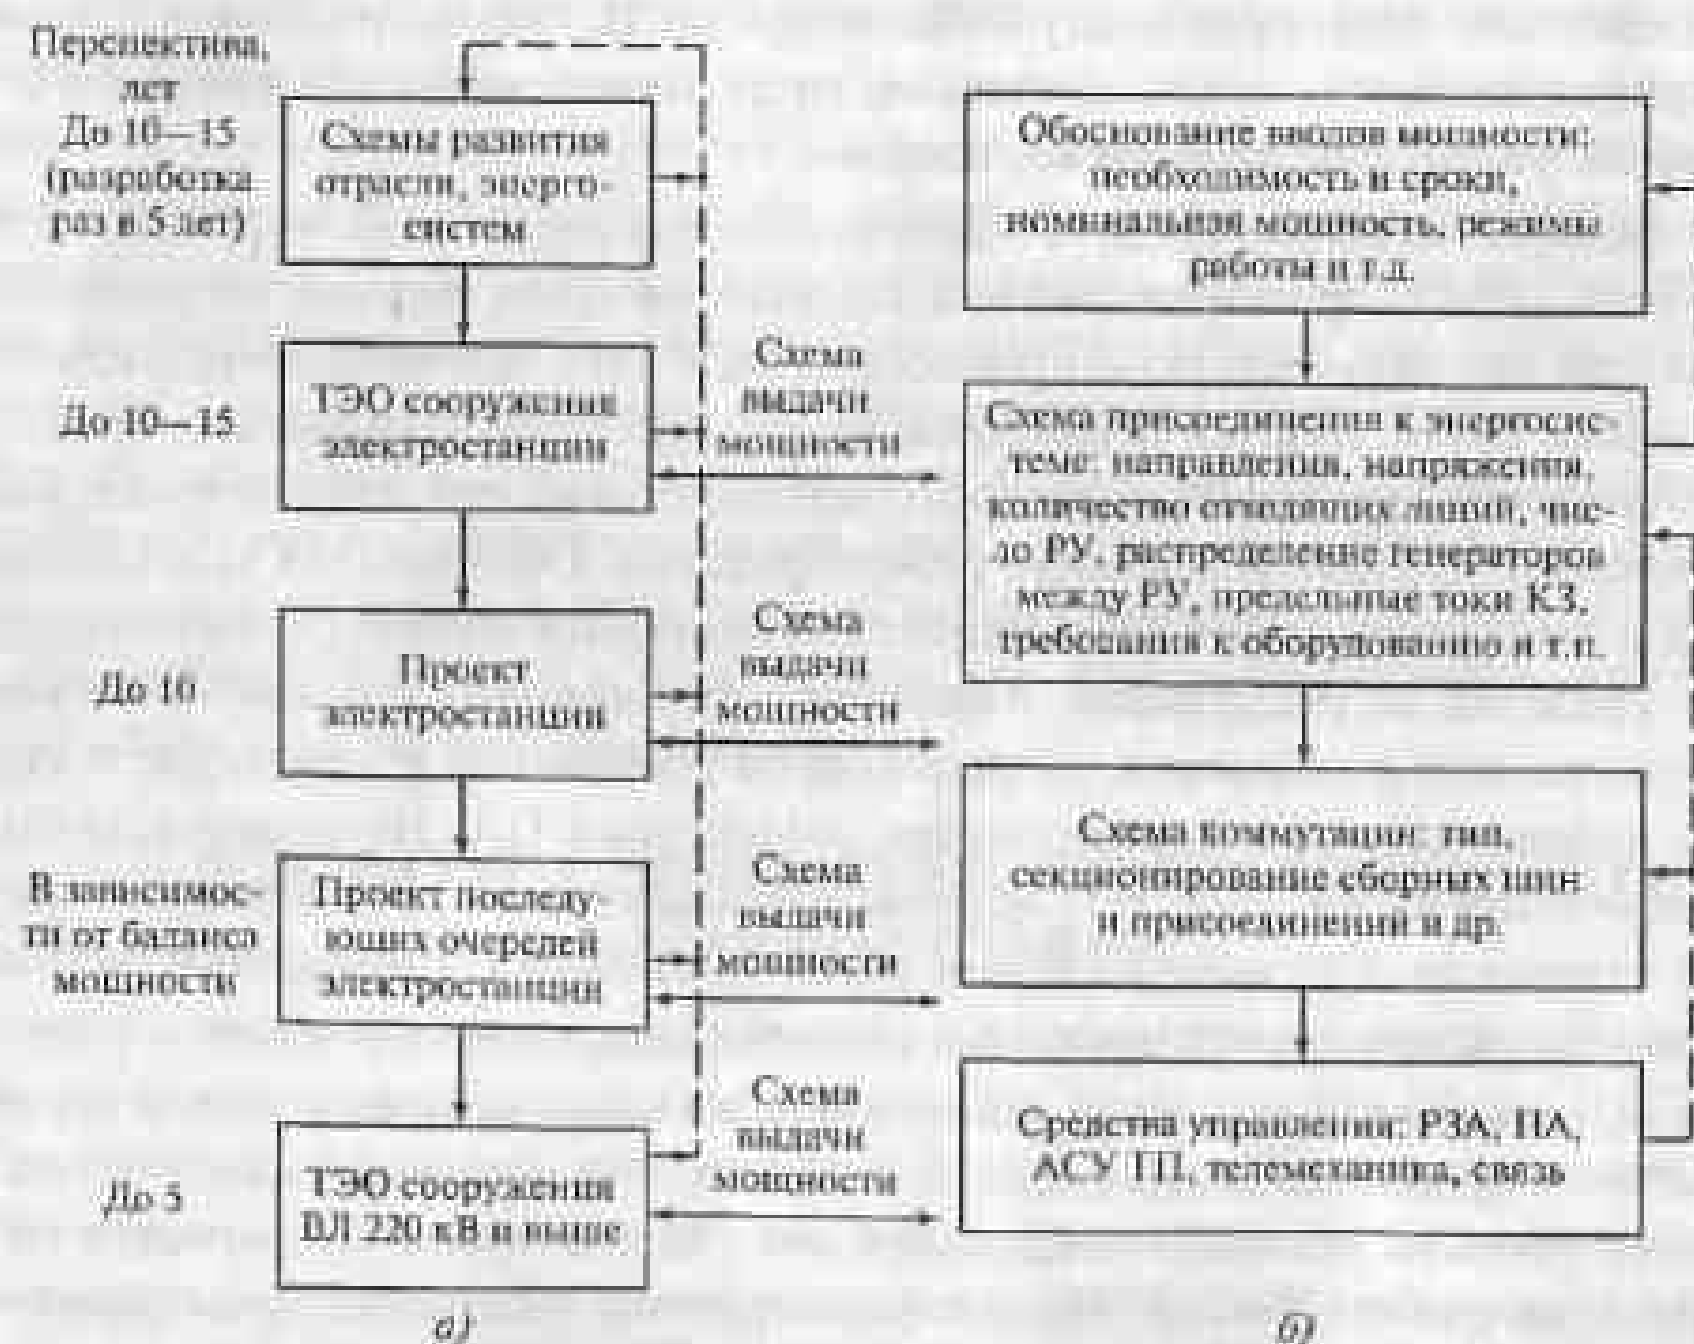 Перспектива,
лет
До 10—15
(разработка
раз в 5 лет)
Схемы развития
отрасли, энерго-
систем
До 10—15
ТЭО сооружения
электростанции
Схема
выдачи
мощности
До 10
Проект
электростанции
Схема
выдачи
мощности
В зависимос-
ти от баланса
мощности
Проект последу-
ющих очередей
электростанции
Схема
выдачи
мощности
До 5
ТЭО сооружения
ВЛ 220 кВ и выше
Схема
выдачи
мощности
а)
Обоснование вводов мощности:
необходимость и сроки,
номинальная мощность, режимы
работы и т.д.
Схема присоединения к энергосис-
теме: направления, напряжения,
количество отходящих линий, чис-
ло РУ, распределение генераторов
между РУ, предельные токи КЗ,
требования к оборудованию и т.п.
Схема коммутации: тип,
секционирование сборных шин
и присоединений и др.
Средства управления: РЗА, ПА,
АСУ ТП, телемеханика, связь
б)